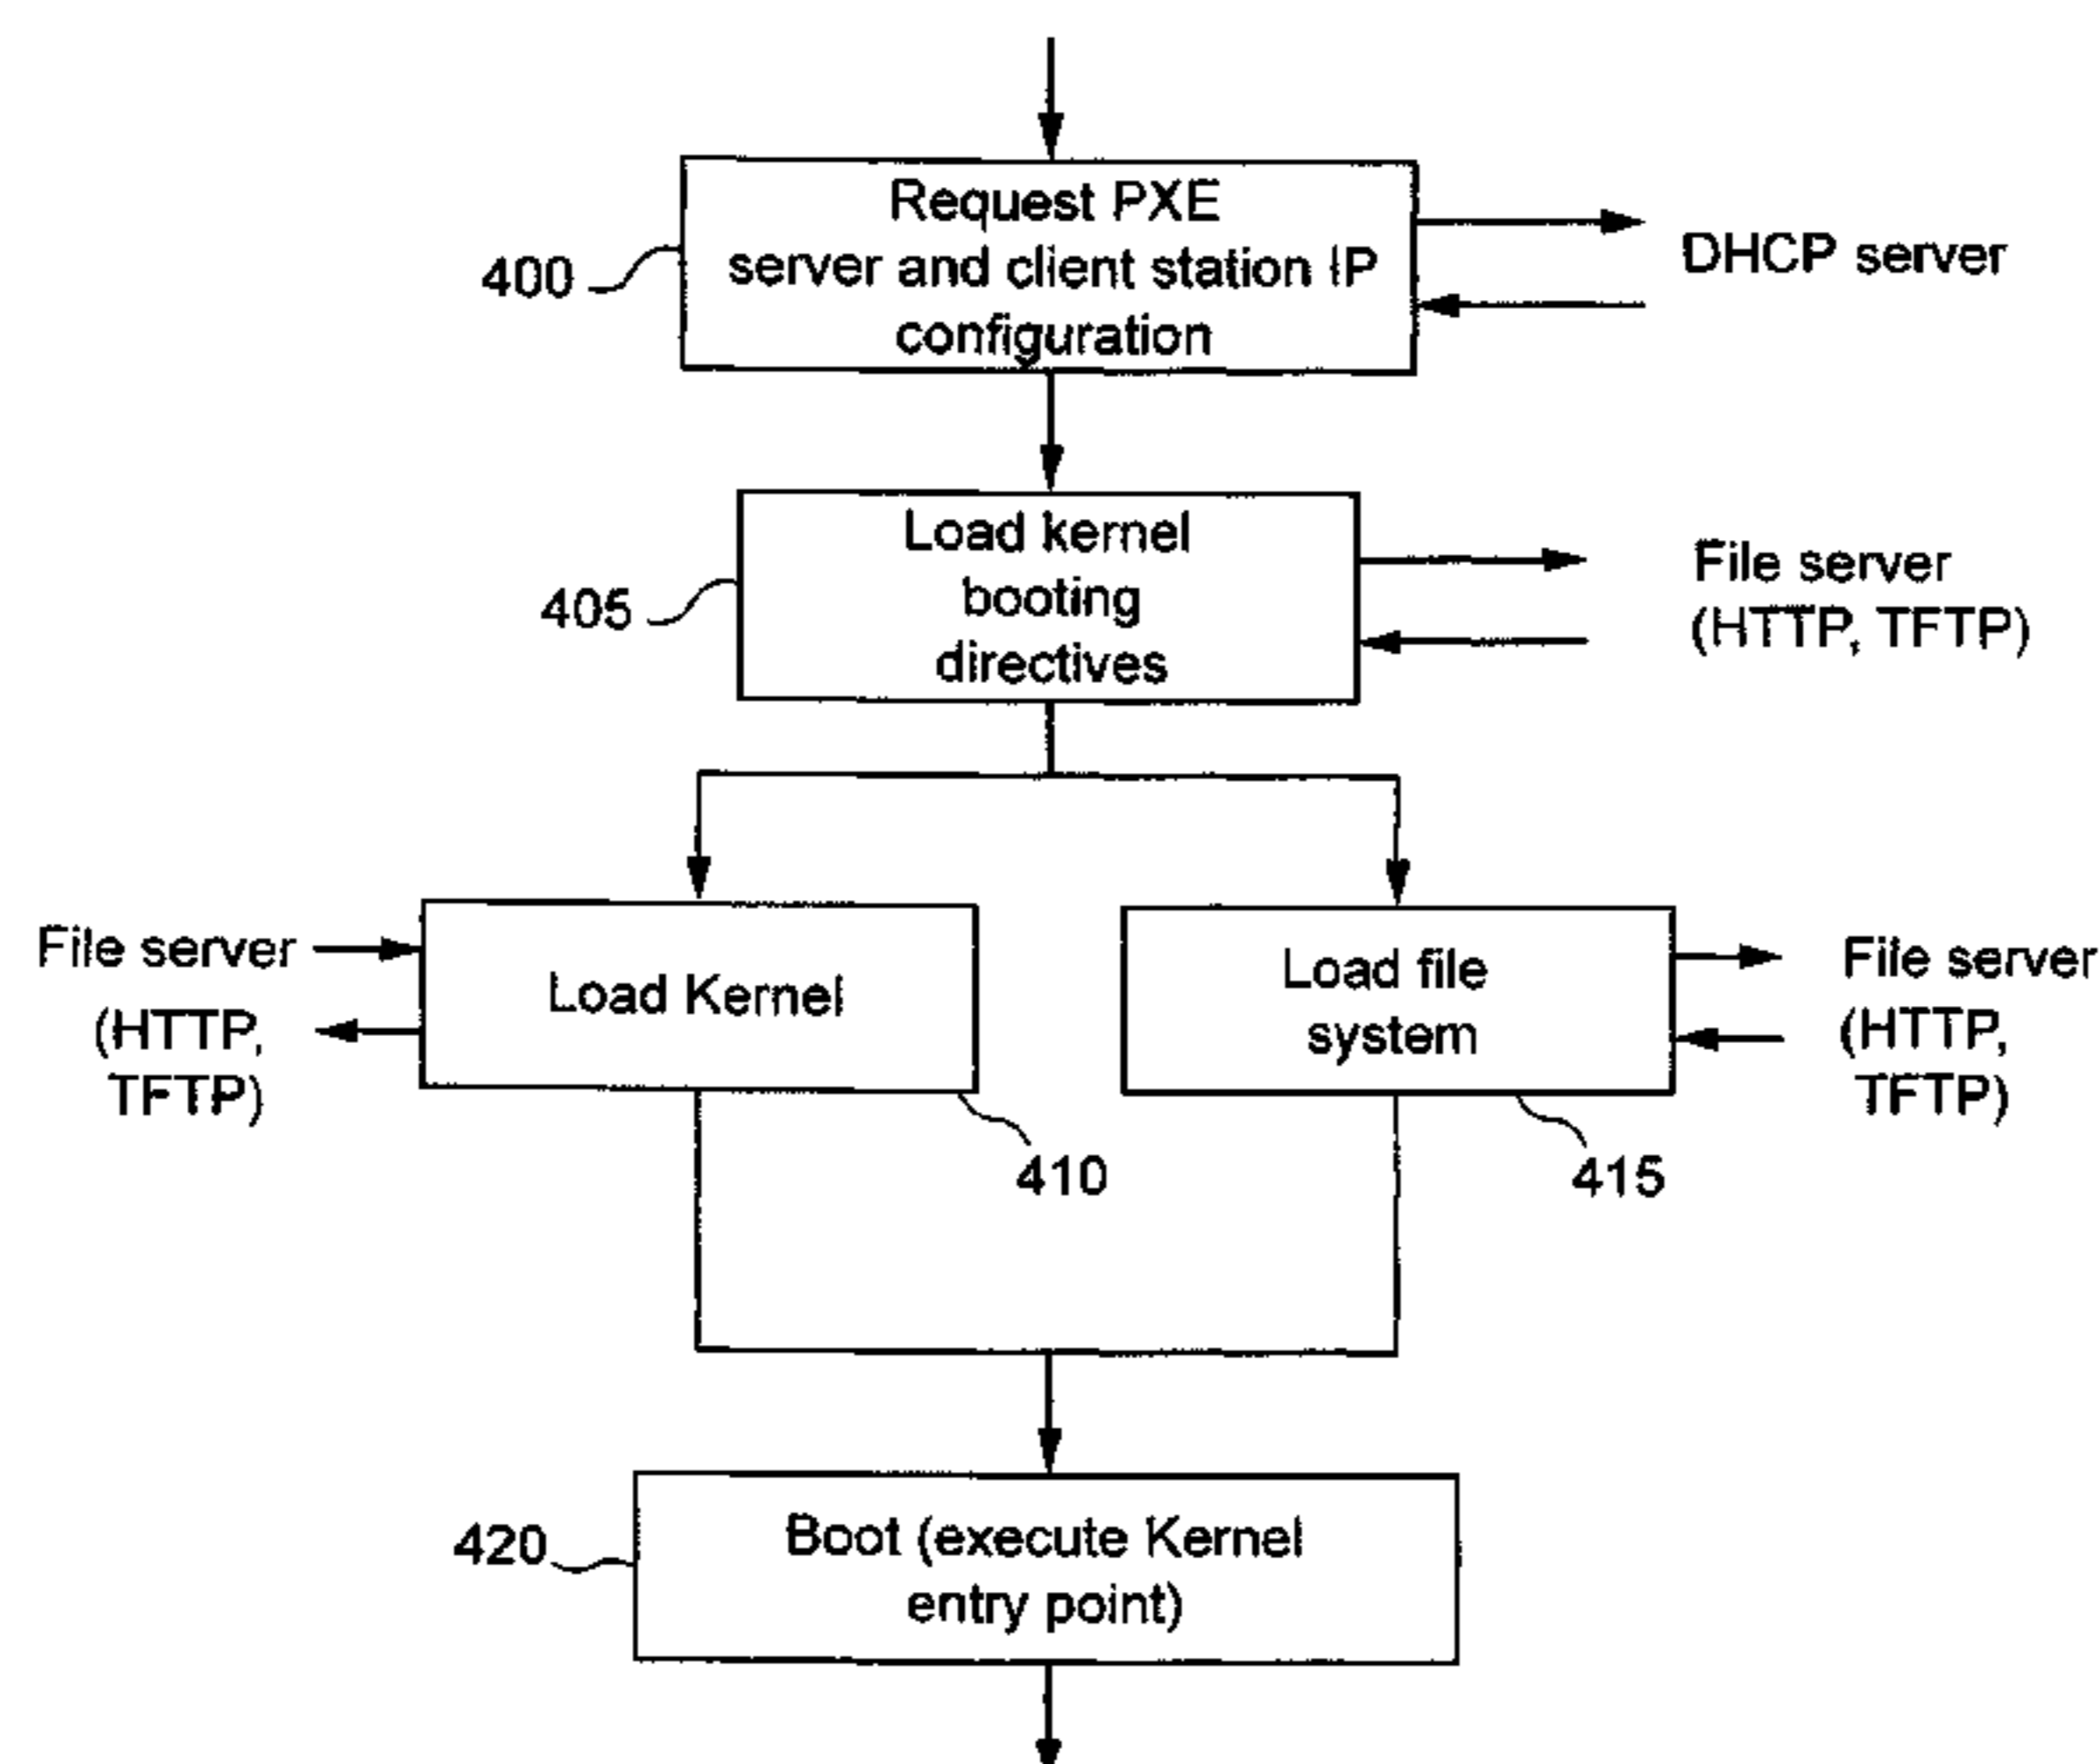 Request PXE
server and client station IP
configuration
400
DHCP server
Load kernel
booting
directives
405
File server
(HTTP, TFTP)
File server
(HTTP,
TFTP)
Load Kernel
410
Load file
system
415
File server
(HTTP,
TFTP)
420
Boot (execute Kernel
entry point)